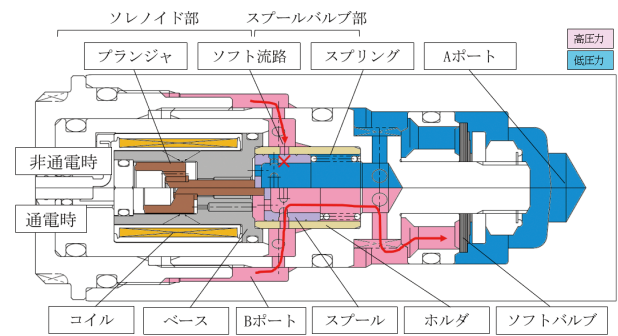 ソレノイド部
スプールバルブ部
プランジャ
ソフト流路
スプリング
Aポート
高圧力
低圧力
非通電時
通電時
コイル
ベース
Bポート
スプール
ホルダ
ソフトバルブ